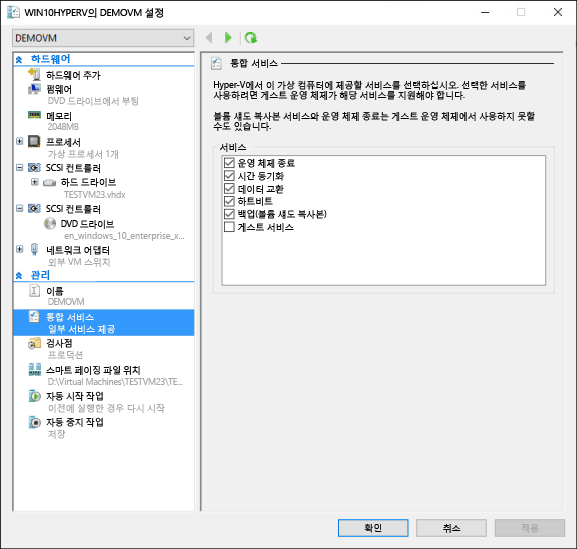 WIN10HYPERV의 DEMOVM 설정
DEMOVM
하드웨어
하드웨어 추가
펌웨어
DVD 드라이브에서 부팅
메모리
2048MB
프로세서
가상 프로세서 1개
SCSI 컨트롤러
하드 드라이브
TESTVM23.vhdx
SCSI 컨트롤러
DVD 드라이브
en_windows_10_enterprise_x...
네트워크 어댑터
외부 VM 스위치
관리
이름
DEMOVM
통합 서비스
일부 서비스 제공
검사점
프로덕션
스마트 페이징 파일 위치
D:\Virtual Machines\TESTVM23\TE...
자동 시작 작업
이전에 실행한 경우 다시 시작
자동 중지 작업
저장
통합 서비스
Hyper-V에서 이 가상 컴퓨터에 제공할 서비스를 선택하십시오. 선택한 서비스를
사용하려면 게스트 운영 체제가 해당 서비스를 지원해야 합니다.
볼륨 섀도 복사본 서비스와 운영 체제 종료는 게스트 운영 체제에서 사용하지 못할
수도 있습니다.
서비스
운영 체제 종료
시간 동기화
데이터 교환
하트비트
백업(볼륨 섀도 복사본)
게스트 서비스
확인
취소
적용